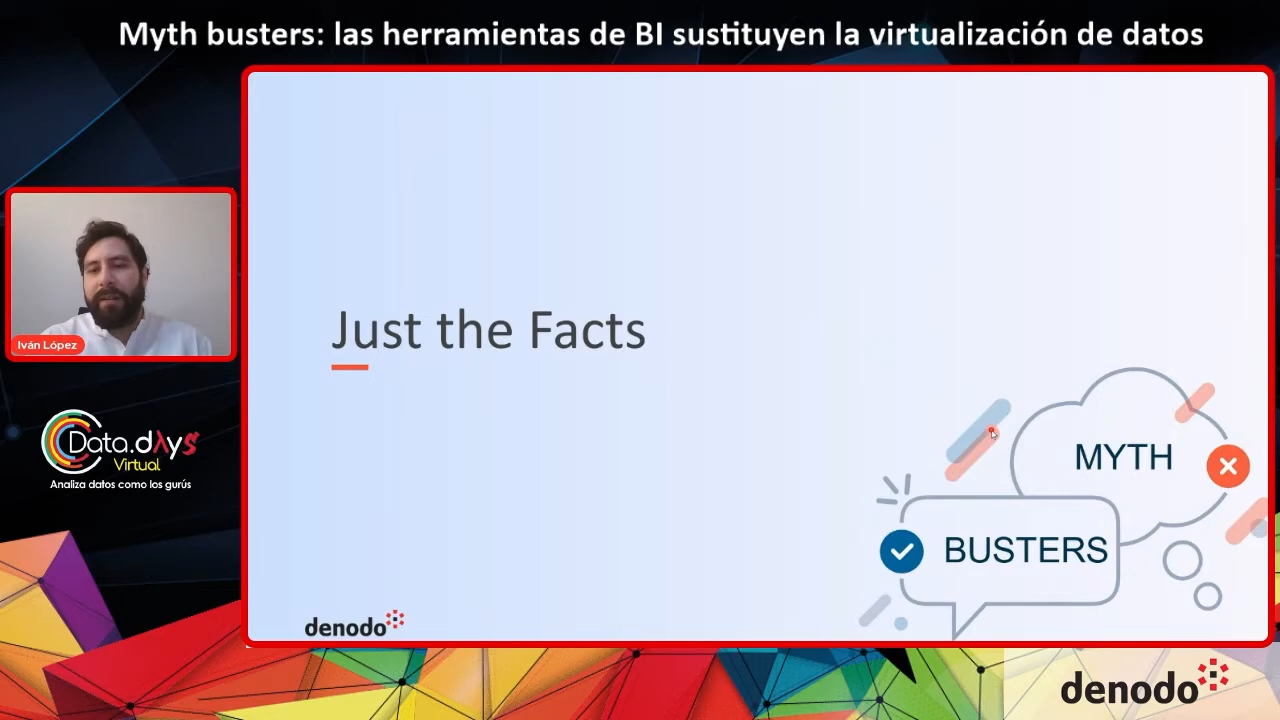 Myth busters: las herramientas de BI sustituyen la virtualización de datos
Iván López
Data.dAys
Virtual
Analiza datos como los gurús
Just the Facts
MYTH
BUSTERS
denodo
denodo